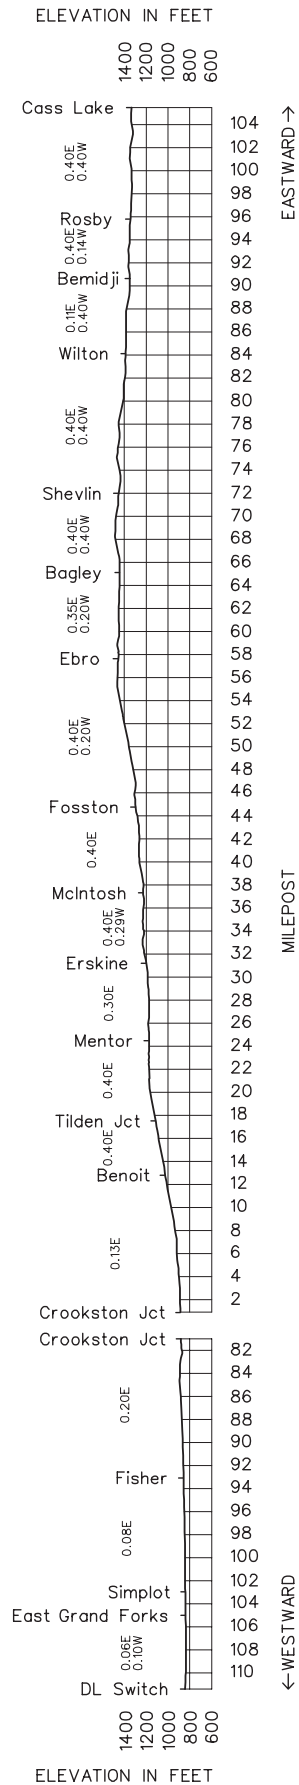 ELEVATION IN FEET
1400 1200 1000 800 600
Cass Lake
104
EASTWARD→
0.40E
0.40W
102
100
98
Rosby
96
0.40E
0.14W
94
92
Bemidji
90
0.11E
0.40W
88
86
Wilton
84
82
80
0.40E
0.40W
78
76
74
Shevlin
72
70
0.40E
0.40W
68
66
Bagley
64
0.35E
0.20W
62
60
Ebro
58
56
54
0.40E
0.20W
52
50
48
46
Fosston
44
42
0.40E
40
38
McIntosh
36
MILEPOST
0.40E
0.29W
34
32
Erskine
30
0.30E
28
26
Mentor
24
22
0.40E
20
18
Tilden Jct
16
0.40E
14
Benoit
12
10
8
0.13E
6
4
2
Crookston Jct
Crookston Jct
82
84
0.20E
86
88
90
92
Fisher
94
96
0.08E
98
100
102
Simplot
104
East Grand Forks
106
0.06E
0.10W
108
←WESTWARD
110
DL Switch
1400 1200 1000 800 600
ELEVATION IN FEET